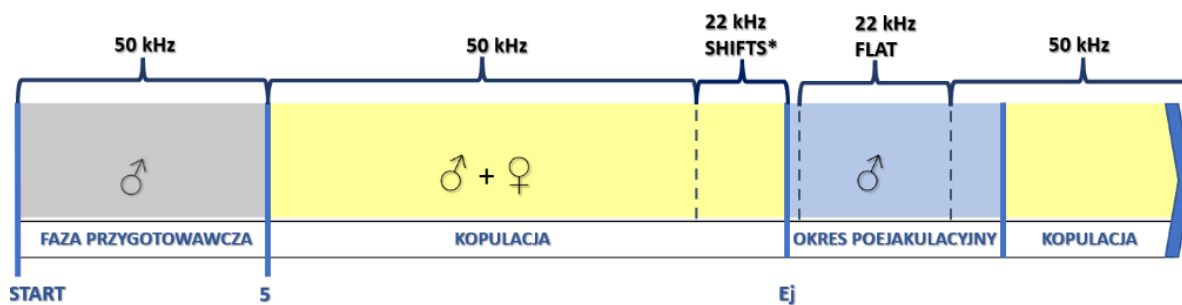 50 kHz
50 kHz
22 kHz
SHIFTS*
22 kHz
FLAT
50 kHz
♂
♂ + ♀
♂
FAZA PRZYGOTOWAWCZA
KOPULACJA
OKRES POEJAKULACYJNY
KOPULACJA
START
5
Ej